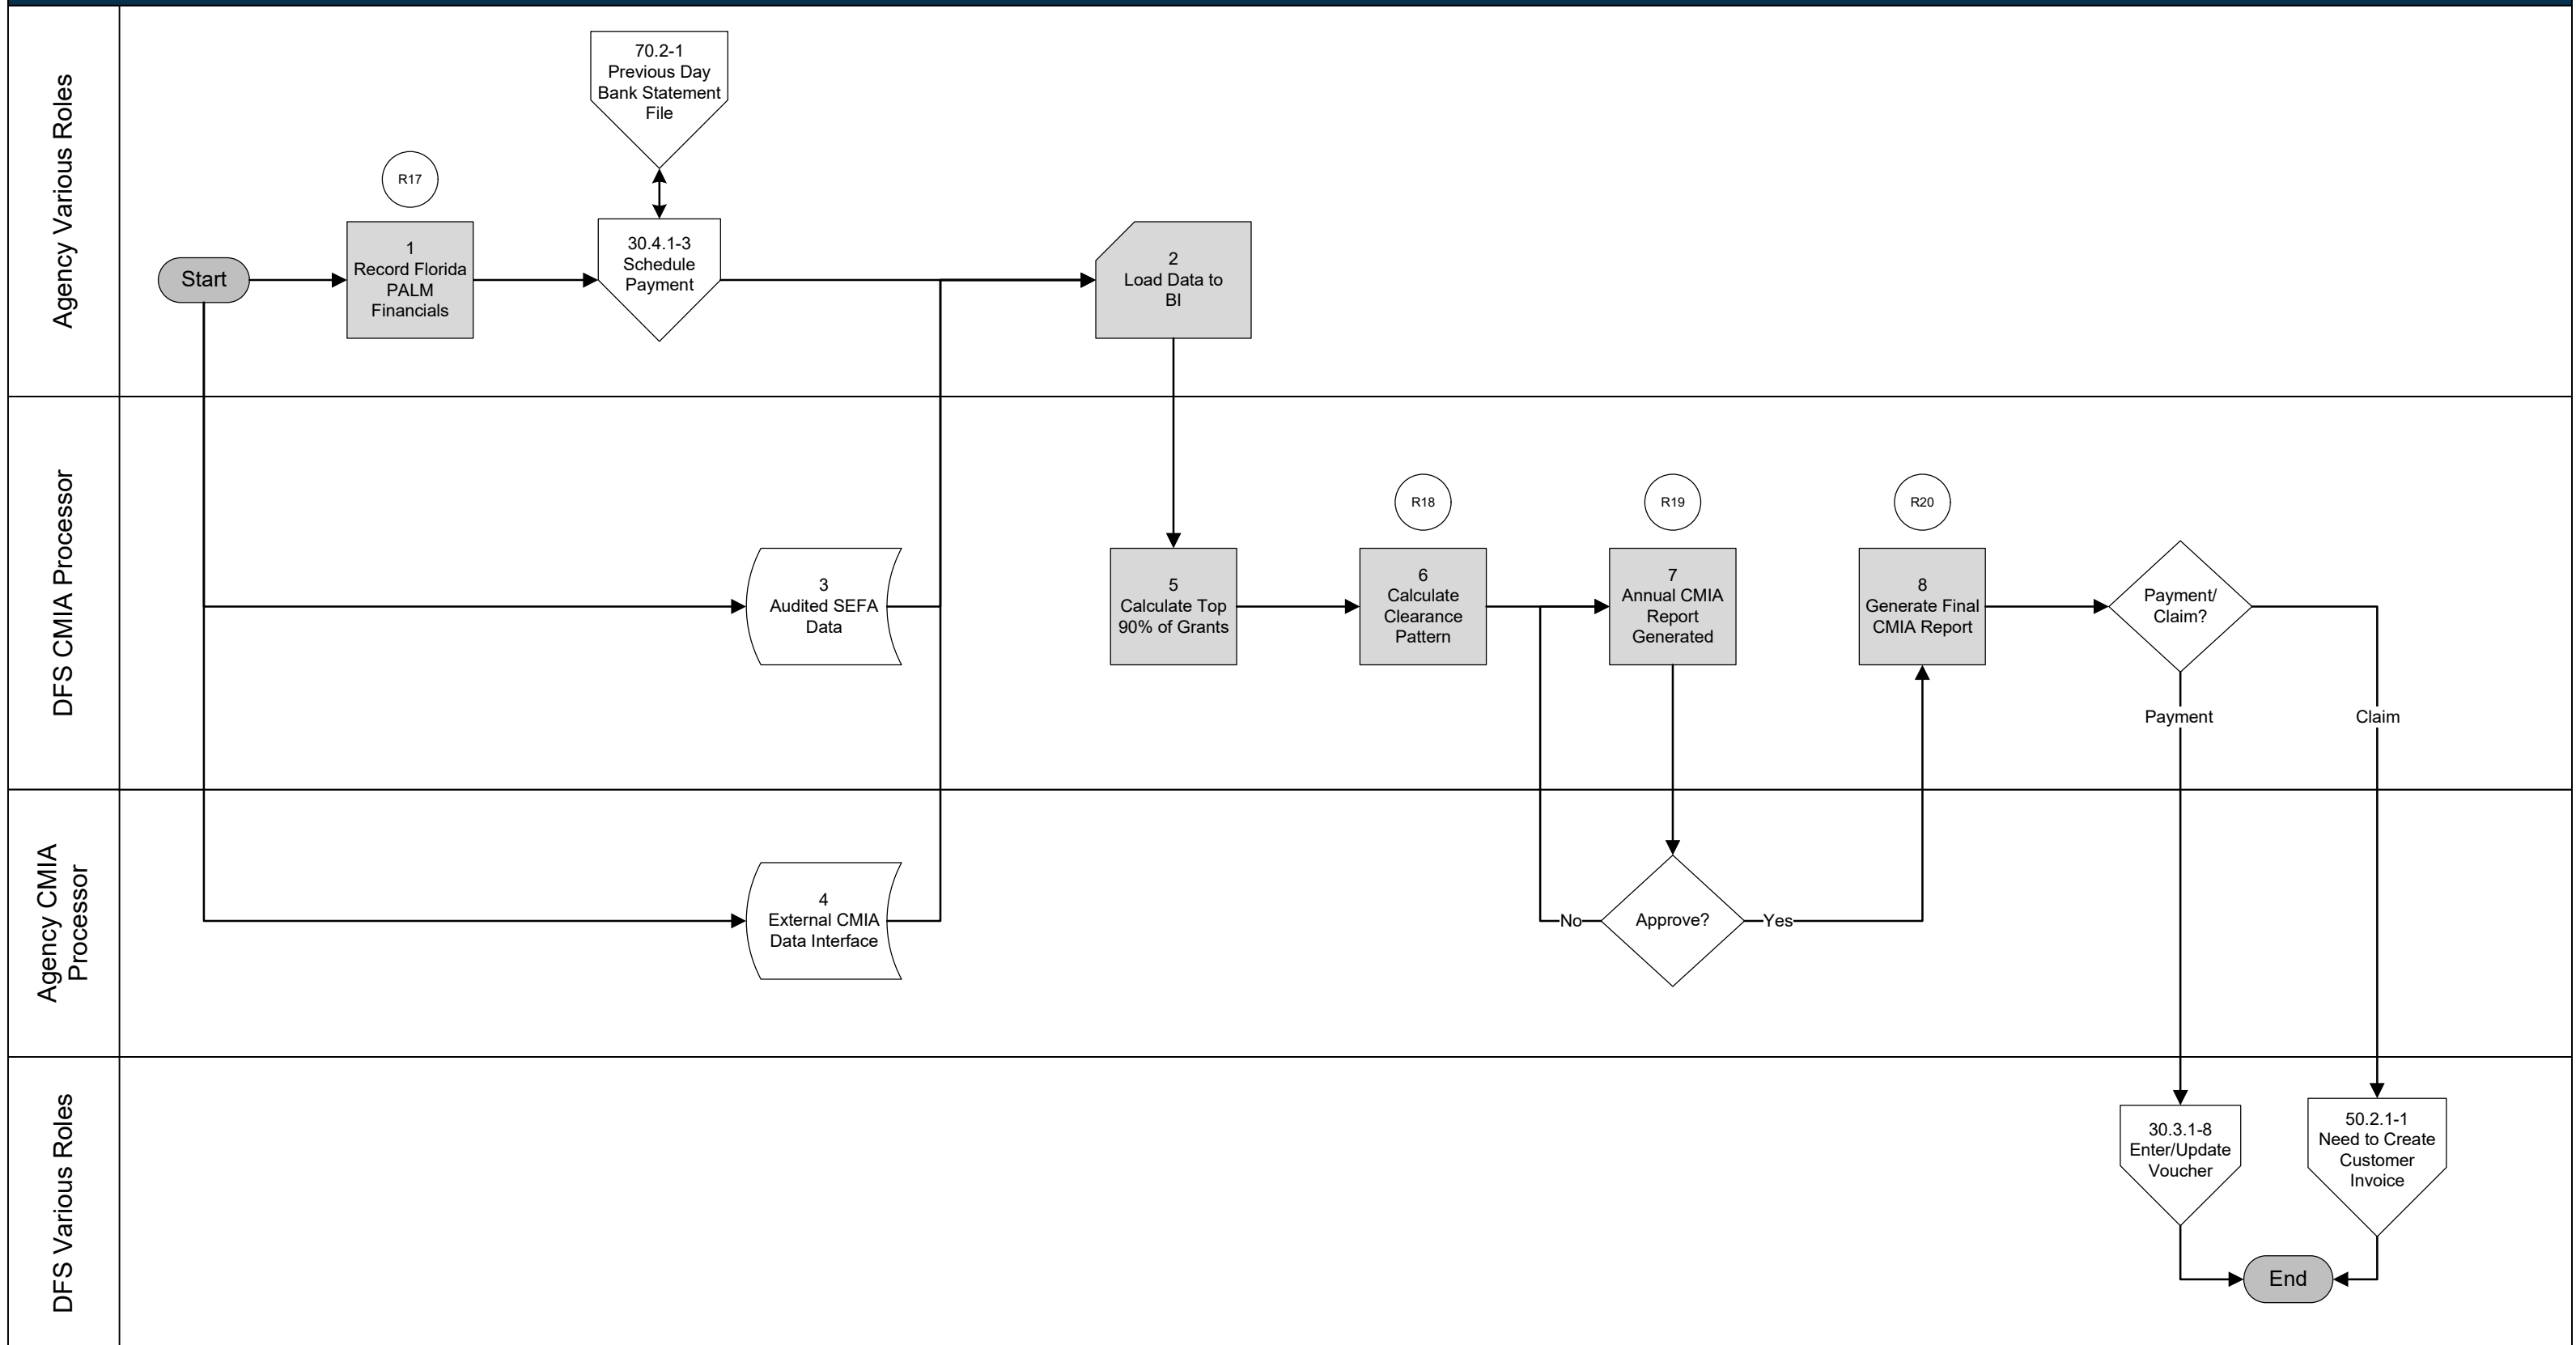 Agency Various Roles
70.2-1
Previous Day
Bank Statement
File
R17
Start
1
Record Florida
PALM
Financials
30.4.1-3
Schedule
Payment
2
Load Data to
BI
DFS CMIA Processor
R18
R19
R20
3
Audited SEFA
Data
5
Calculate Top
90% of Grants
6
Calculate
Clearance
Pattern
7
Annual CMIA
Report
Generated
8
Generate Final
CMIA Report
Payment/
Claim?
Payment
Claim
Agency CMIA
Processor
4
External CMIA
Data Interface
No
Approve?
Yes
DFS Various Roles
30.3.1-8
Enter/Update
Voucher
50.2.1-1
Need to Create
Customer
Invoice
End